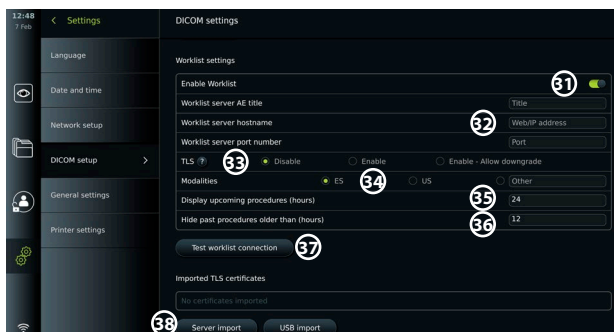 12:48
7 Feb
< Settings
DICOM settings
Language
Date and time
Network setup
DICOM setup >
General settings
Printer settings
Worklist settings
Enable Worklist 31
Worklist server AE title Title
Worklist server hostname 32 Web/IP address
Worklist server port number Port
TLS ? 33 Disable Enable Enable - Allow downgrade
Modalities ES 34 US Other
Display upcoming procedures (hours) 35 24
Hide past procedures older than (hours) 36 12
Test worklist connection 37
Imported TLS certificates
No certificates imported
38 Server import USB import